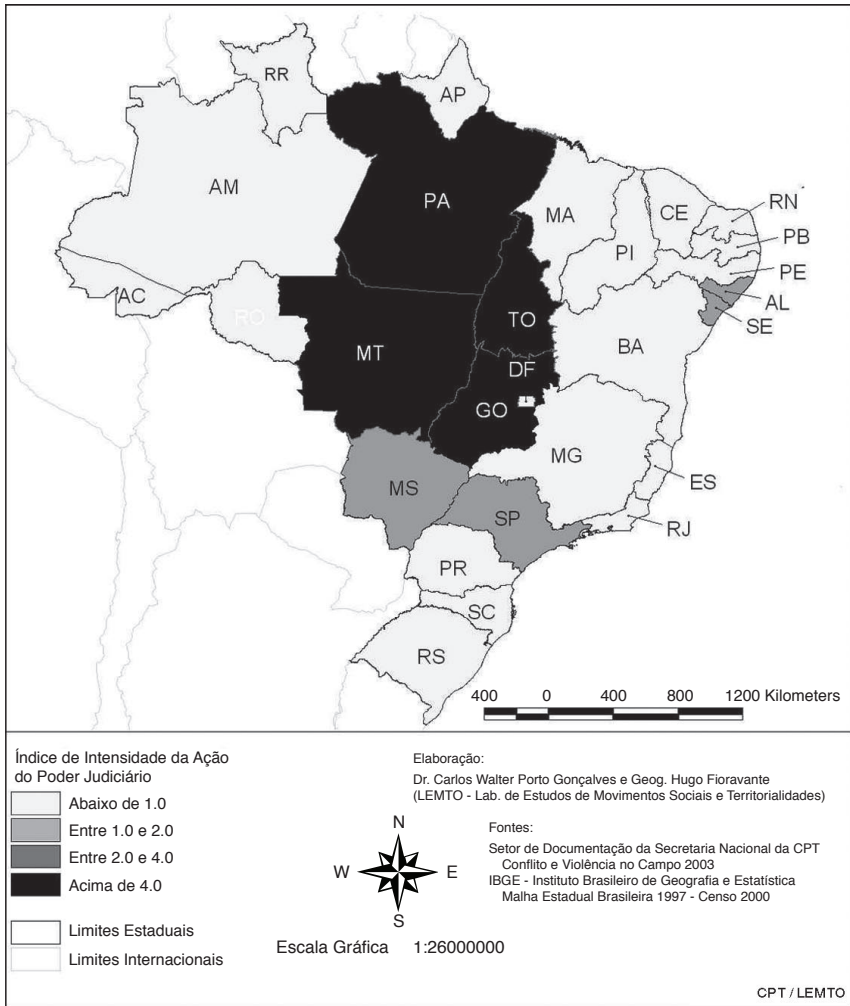 RR
AP
AM
PA
MA
CE
RN
PB
PI
PE
AC
RO
AL
TO
SE
MT
BA
DF
GO
MG
MS
ES
SP
RJ
PR
SC
RS
400 0 400 800 1200 Kilometers
Índice de Intensidade da Ação
do Poder Judiciário
Abaixo de 1.0
Entre 1.0 e 2.0
Entre 2.0 e 4.0
Acima de 4.0
Limites Estaduais
Limites Internacionais
N
W E
S
Escala Gráfica 1:26000000
Elaboração:
Dr. Carlos Walter Porto Gonçalves e Geog. Hugo Fioravante
(LEMTO - Lab. de Estudos de Movimentos Sociais e Territorialidades)
Fontes:
Setor de Documentação da Secretaria Nacional da CPT
Conflito e Violência no Campo 2003
IBGE - Instituto Brasileiro de Geografia e Estatística
Malha Estadual Brasileira 1997 - Censo 2000
CPT / LEMTO